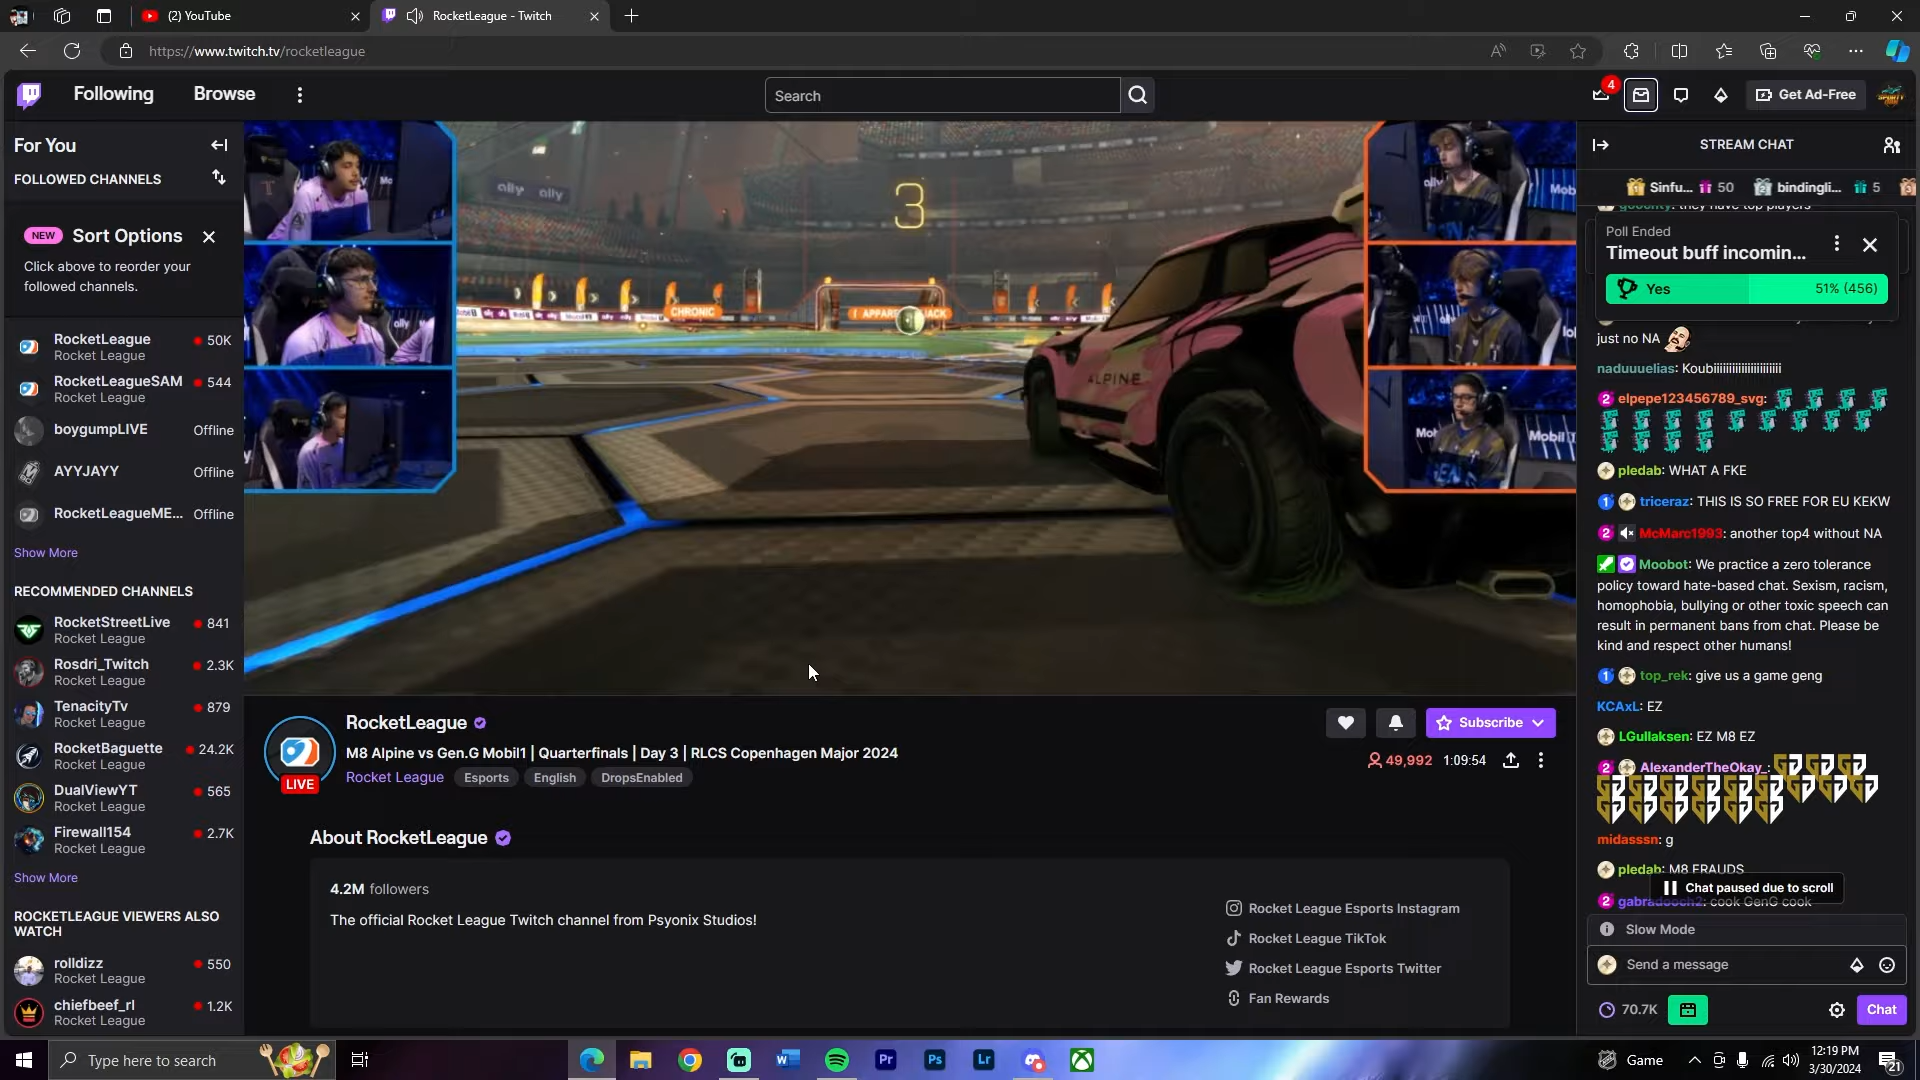 (2) YouTube
RocketLeague - Twitch
https://www.twitch.tv/rocketleague
Following
Browse
Search
4
Get Ad-Free
For You
FOLLOWED CHANNELS
NEW Sort Options
Click above to reorder your
followed channels.
RocketLeague 50K
Rocket League
RocketLeagueSAM 544
Rocket League
boygumpLIVE Offline
AYYJAYY Offline
RocketLeagueME... Offline
Show More
RECOMMENDED CHANNELS
RocketStreetLive 841
Rocket League
Rosdri_Twitch 2.3K
Rocket League
TenacityTv 879
Rocket League
RocketBaguette 24.2K
Rocket League
DualViewYT 565
Rocket League
Firewall154 2.7K
Rocket League
Show More
ROCKETLEAGUE VIEWERS ALSO
WATCH
rolldizz 550
Rocket League
chiefbeef_rl 1.2K
Rocket League
3
ally ally
CHRONIC
ALPINE
RocketLeague
LIVE
M8 Alpine vs Gen.G Mobil1 | Quarterfinals | Day 3 | RLCS Copenhagen Major 2024
Rocket League Esports English DropsEnabled
Subscribe
49,992 1:09:54
About RocketLeague
4.2M followers
The official Rocket League Twitch channel from Psyonix Studios!
Rocket League Esports Instagram
Rocket League TikTok
Rocket League Esports Twitter
Fan Rewards
STREAM CHAT
Sinfu... 50 bindingli... 5
Poll Ended
Timeout buff incomin...
Yes 51% (456)
just no NA
naduuuelias: Koubiiiiiiiiiiiiiiiiiiiiiii
elpepe123456789_svg:
pledab: WHAT A FKE
triceraz: THIS IS SO FREE FOR EU KEKW
McMarc1993: another top4 without NA
Moobot: We practice a zero tolerance
policy toward hate-based chat. Sexism, racism,
homophobia, bullying or other toxic speech can
result in permanent bans from chat. Please be
kind and respect other humans!
top_rek: give us a game geng
KCAxL: EZ
LGullaksen: EZ M8 EZ
AlexanderTheOkay_:
midasssn: g
pledab: M8 FRAUDS
Chat paused due to scroll
gabradooch2: cook GenG cook
Slow Mode
Send a message
70.7K
Chat
Type here to search
Game
12:19 PM
3/30/2024
21